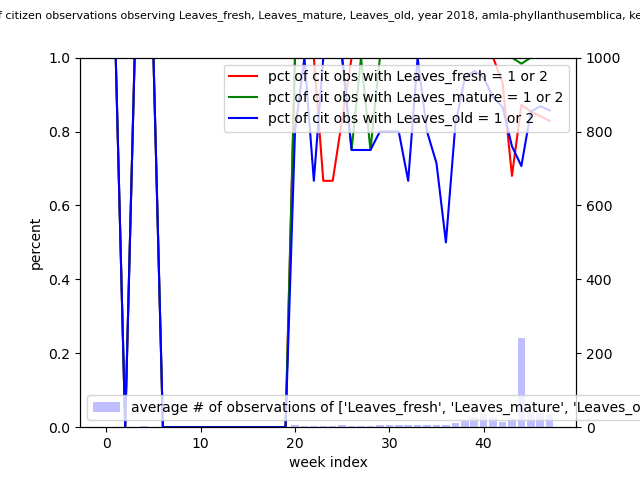 f citizen observations observing Leaves_fresh, Leaves_mature, Leaves_old, year 2018, amla-phyllanthusemblica, ke
1.0
0.8
0.6
0.4
0.2
0.0
percent
pct of cit obs with Leaves_fresh = 1 or 2
pct of cit obs with Leaves_mature = 1 or 2
pct of cit obs with Leaves_old = 1 or 2
1000
800
600
400
200
0
average # of observations of ['Leaves_fresh', 'Leaves_mature', 'Leaves_o
0 10 20 30 40
week index